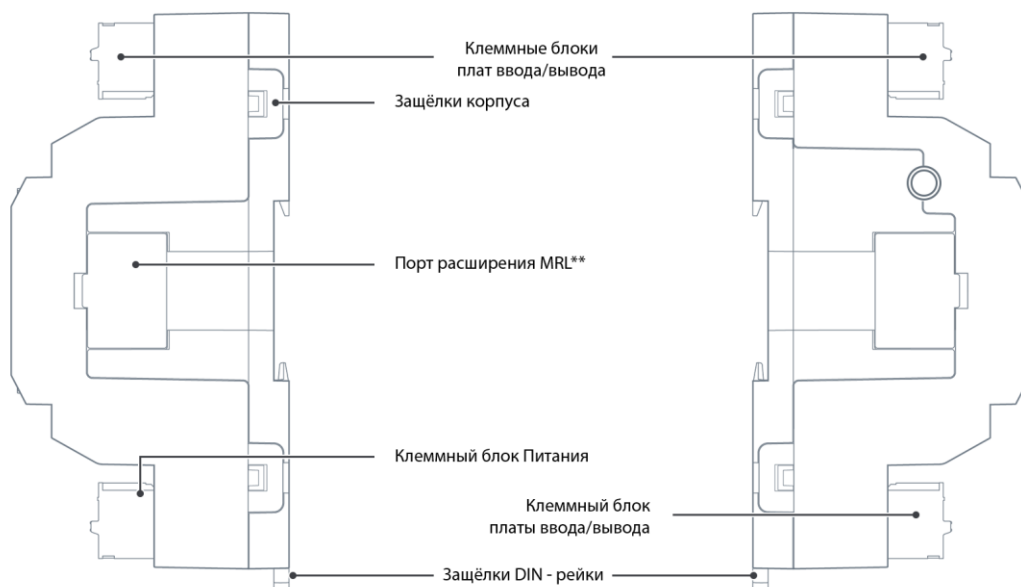 Клеммные блоки
плат ввода/вывода
Защёлки корпуса
Порт расширения MRL**
Клеммный блок Питания
Клеммный блок
платы ввода/вывода
Защёлки DIN - рейки